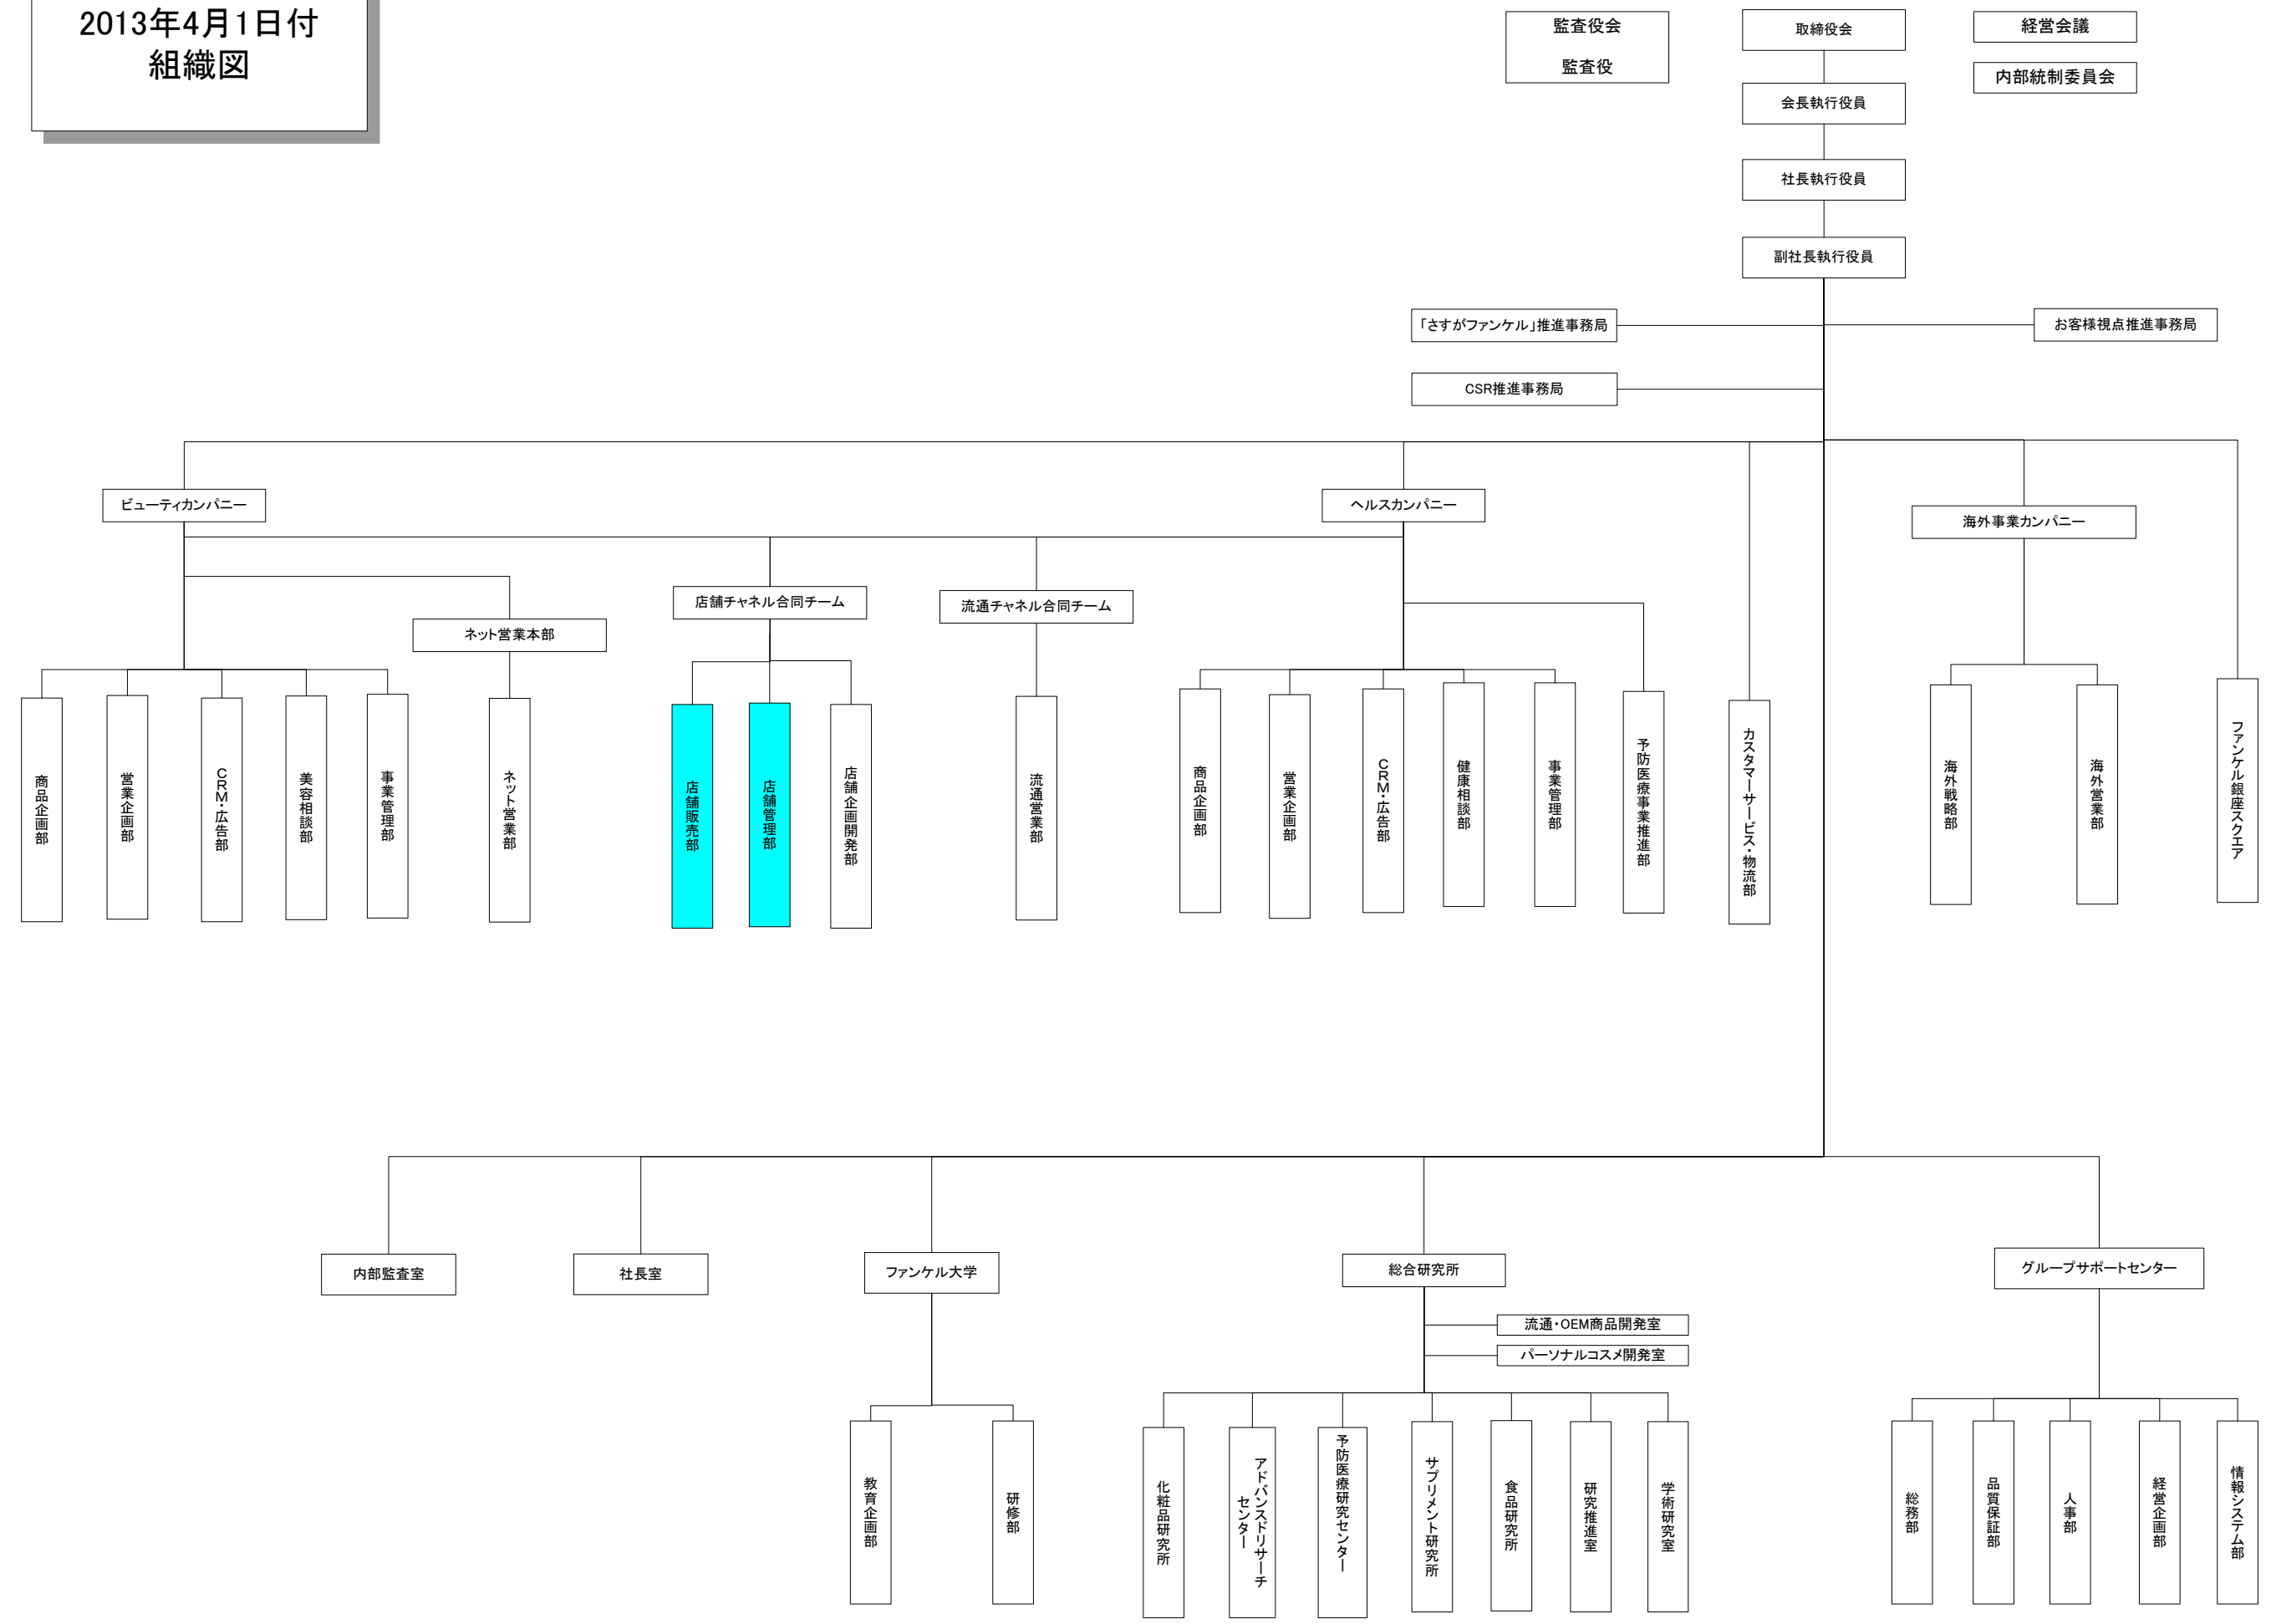 2013年4月1日付
組織図
監査役会
監査役
取締役会
経営会議
内部統制委員会
会長執行役員
社長執行役員
副社長執行役員
「さすがファンケル」推進事務局
お客様視点推進事務局
CSR推進事務局
ビューティカンパニー
ヘルスカンパニー
海外事業カンパニー
店舗チャネル合同チーム
流通チャネル合同チーム
ネット営業本部
商品企画部
営業企画部
CRM・広告部
美容相談部
事業管理部
ネット営業部
店舗販売部
店舗管理部
店舗企画開発部
流通営業部
商品企画部
営業企画部
CRM・広告部
健康相談部
事業管理部
予防医療事業推進部
カスタマーサービス・物流部
海外戦略部
海外営業部
ファンケル銀座スクエア
内部監査室
社長室
ファンケル大学
総合研究所
グループサポートセンター
流通・OEM商品開発室
パーソナルコスメ開発室
教育企画部
研修部
化粧品研究所
アドバンスドリサーチ
センター
予防医療研究センター
サプリメント研究所
食品研究所
研究推進室
学術研究室
総務部
品質保証部
人事部
経営企画部
情報システム部